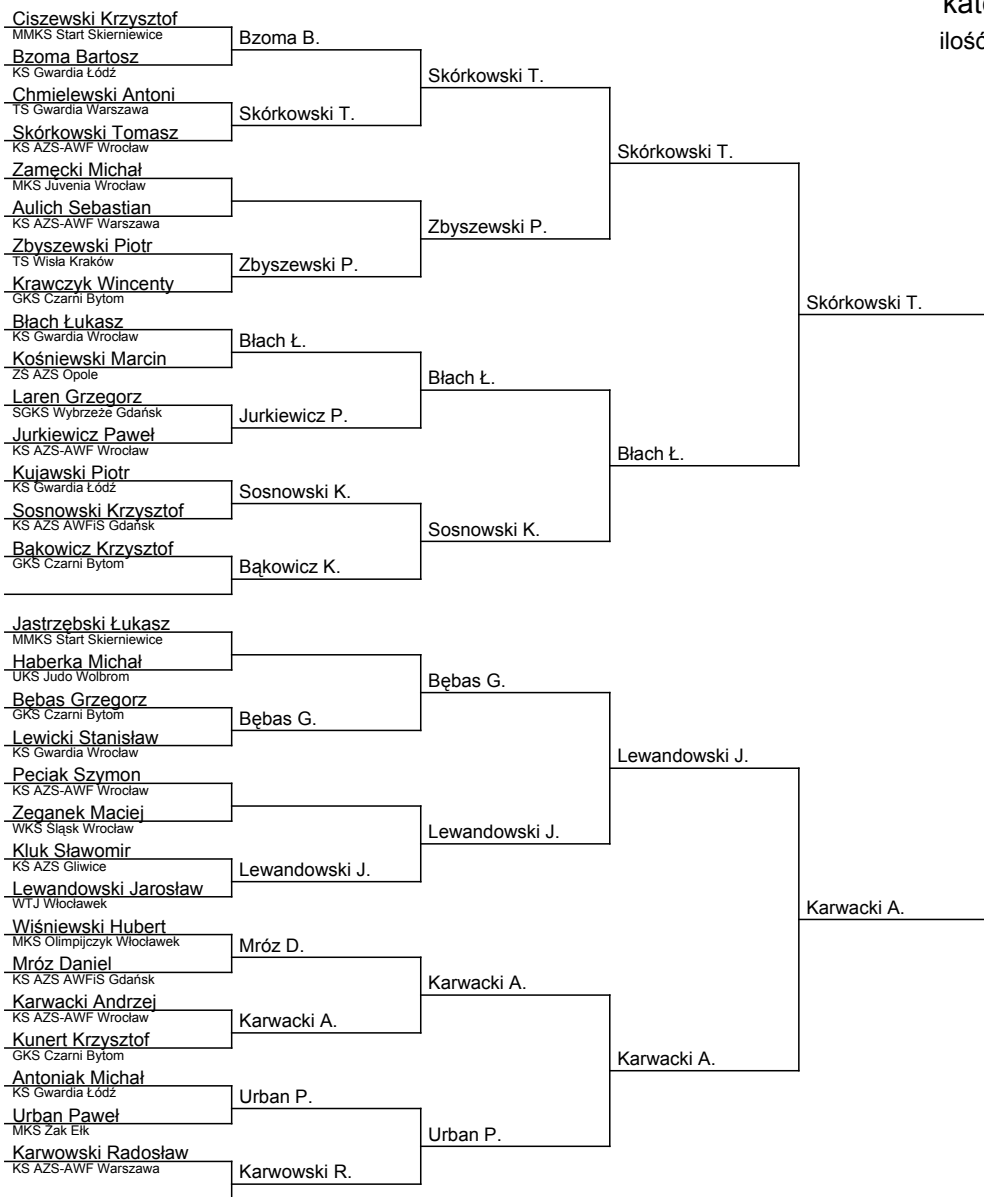 Ciszewski Krzysztof
MMKS Start Skierniewice
Bzoma Bartosz
KS Gwardia Łódź
Chmielewski Antoni
TS Gwardia Warszawa
Skórkowski Tomasz
KS AZS-AWF Wrocław
Zamęcki Michał
MKS Juvenia Wrocław
Aulich Sebastian
KS AZS-AWF Warszawa
Zbyszewski Piotr
TS Wisła Kraków
Krawczyk Wincenty
GKS Czarni Bytom
Błach Łukasz
KS Gwardia Wrocław
Kośniewski Marcin
ZS AZS Opole
Laren Grzegorz
SGKS Wybrzeże Gdańsk
Jurkiewicz Paweł
KS AZS-AWF Wrocław
Kujawski Piotr
KS Gwardia Łódź
Sosnowski Krzysztof
KS AZS AWFiS Gdańsk
Bąkowicz Krzysztof
GKS Czarni Bytom
Jastrzębski Łukasz
MMKS Start Skierniewice
Haberka Michał
UKS Judo Wolbrom
Bębas Grzegorz
GKS Czarni Bytom
Lewicki Stanisław
KS Gwardia Wrocław
Peciak Szymon
KS AZS-AWF Wrocław
Zeganek Maciej
WKS Śląsk Wrocław
Kluk Sławomir
KS AZS Gliwice
Lewandowski Jarosław
WTJ Włocławek
Wiśniewski Hubert
MKS Olimpijczyk Włocławek
Mróz Daniel
KS AZS AWFiS Gdańsk
Karwacki Andrzej
KS AZS-AWF Wrocław
Kunert Krzysztof
GKS Czarni Bytom
Antoniak Michał
KS Gwardia Łódź
Urban Paweł
MKS Żak Ełk
Karwowski Radosław
KS AZS-AWF Warszawa
Bzoma B.
Skórkowski T.
Zbyszewski P.
Błach Ł.
Jurkiewicz P.
Sosnowski K.
Bąkowicz K.
Bębas G.
Lewandowski J.
Mróz D.
Karwacki A.
Urban P.
Karwowski R.
Skórkowski T.
Zbyszewski P.
Błach Ł.
Sosnowski K.
Bębas G.
Lewandowski J.
Karwacki A.
Urban P.
Skórkowski T.
Błach Ł.
Lewandowski J.
Karwacki A.
Skórkowski T.
Karwacki A.
ilość